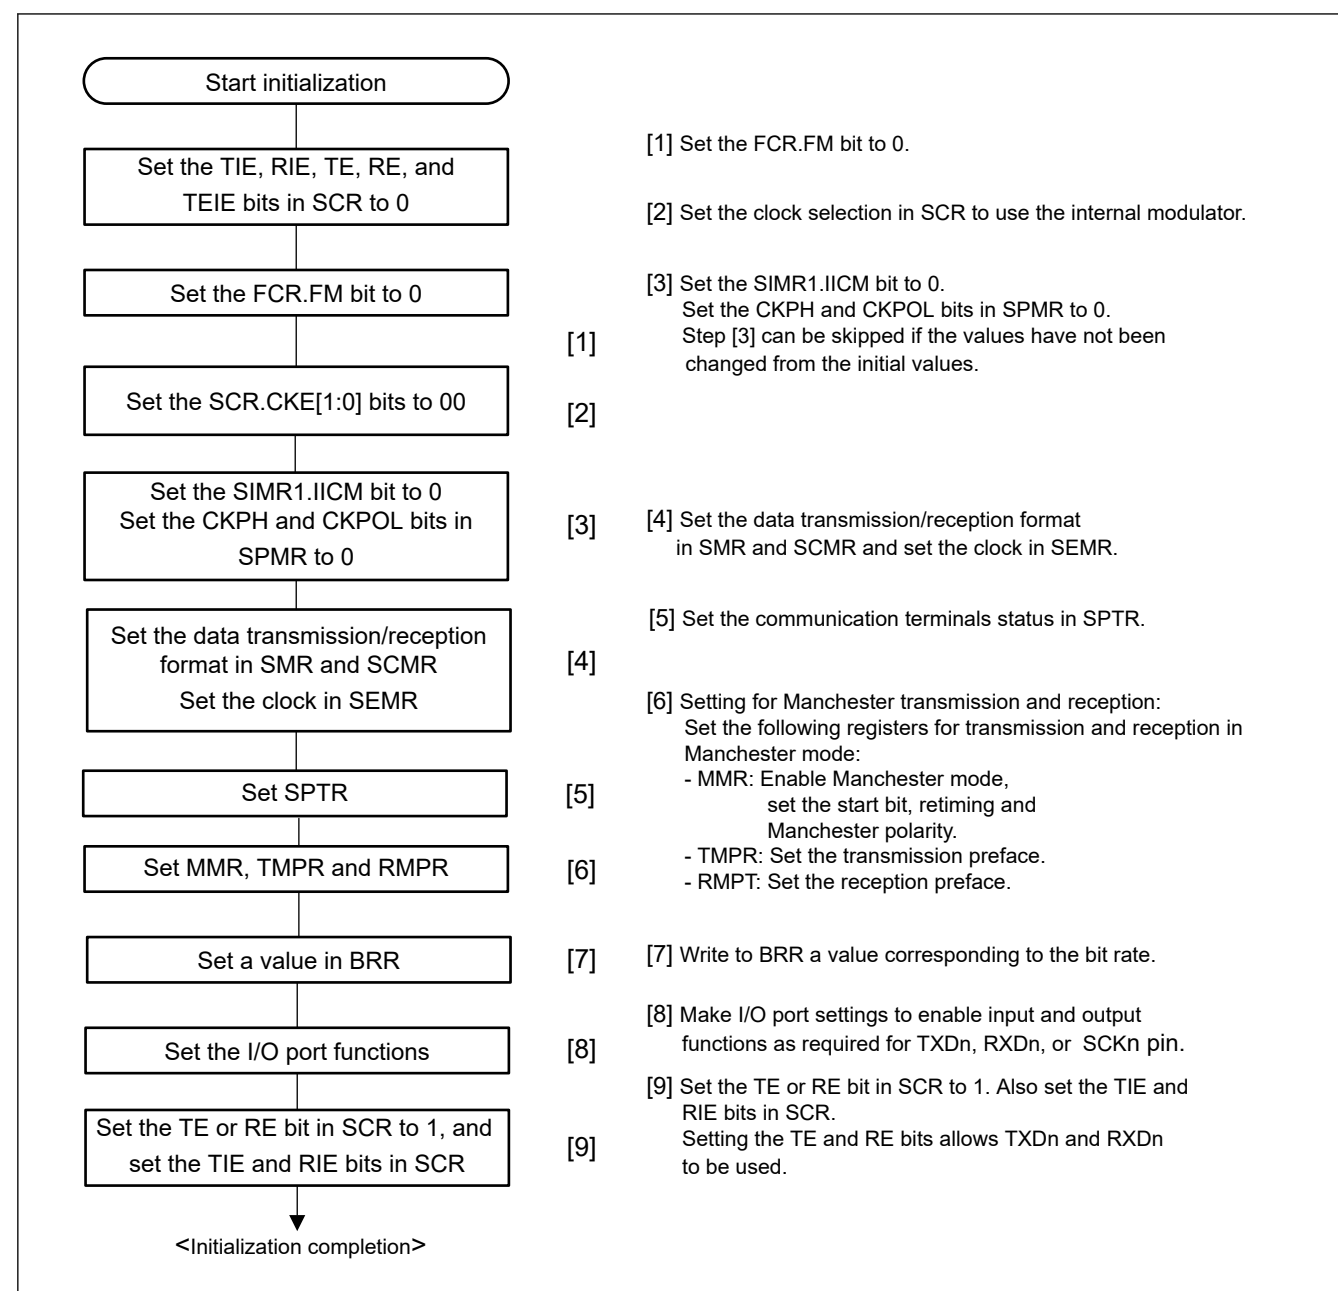 Start initialization
Set the TIE, RIE, TE, RE, and
TEIE bits in SCR to 0
Set the FCR.FM bit to 0
[1]
Set the SCR.CKE[1:0] bits to 00
[2]
Set the SIMR1.IICM bit to 0
Set the CKPH and CKPOL bits in
SPMR to 0
[3]
Set the data transmission/reception
format in SMR and SCMR
Set the clock in SEMR
[4]
Set SPTR
[5]
Set MMR, TMPR and RMPR
[6]
Set a value in BRR
[7]
Set the I/O port functions
[8]
Set the TE or RE bit in SCR to 1, and
set the TIE and RIE bits in SCR
[9]
<Initialization completion>
[1] Set the FCR.FM bit to 0.
[2] Set the clock selection in SCR to use the internal modulator.
[3] Set the SIMR1.IICM bit to 0.
Set the CKPH and CKPOL bits in SPMR to 0.
Step [3] can be skipped if the values have not been
changed from the initial values.
[4] Set the data transmission/reception format
in SMR and SCMR and set the clock in SEMR.
[5] Set the communication terminals status in SPTR.
[6] Setting for Manchester transmission and reception:
Set the following registers for transmission and reception in
Manchester mode:
- MMR: Enable Manchester mode,
set the start bit, retiming and
Manchester polarity.
- TMPR: Set the transmission preface.
- RMPT: Set the reception preface.
[7] Write to BRR a value corresponding to the bit rate.
[8] Make I/O port settings to enable input and output
functions as required for TXDn, RXDn, or SCKn pin.
[9] Set the TE or RE bit in SCR to 1. Also set the TIE and
RIE bits in SCR.
Setting the TE and RE bits allows TXDn and RXDn
to be used.